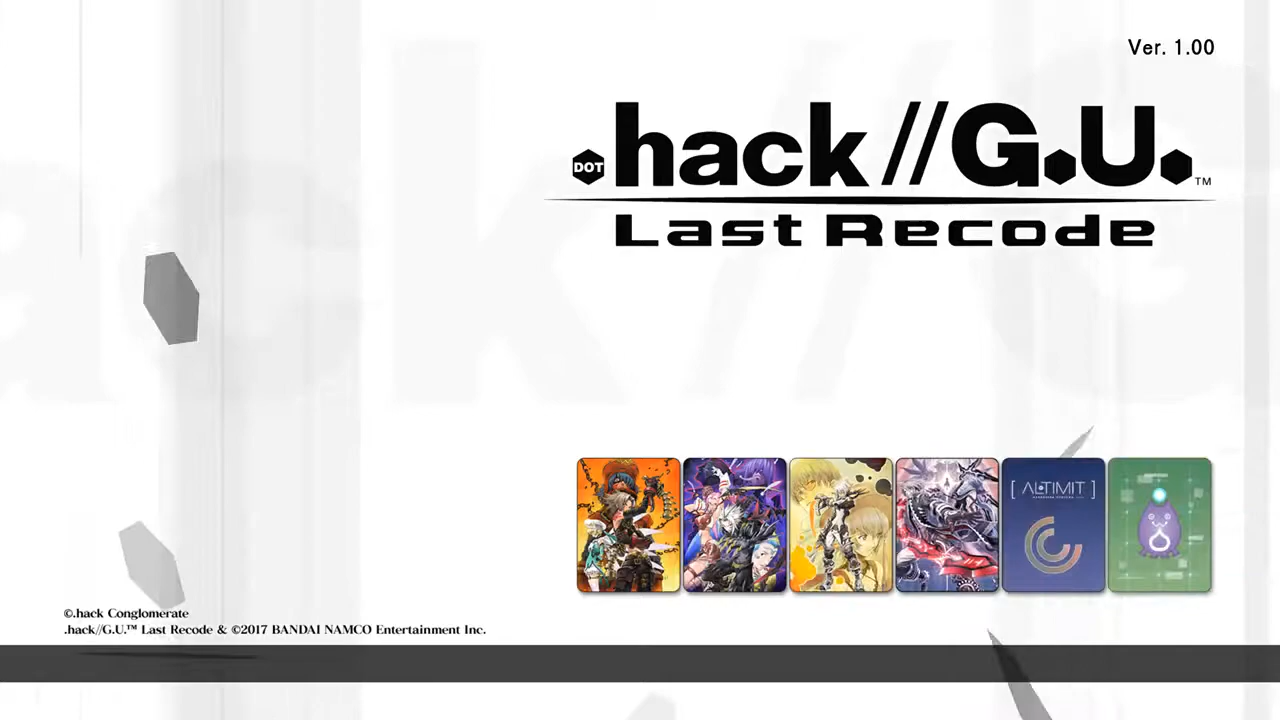 Ver. 1.00
DOT
.hack//G.U.™
Last Recode
[ ALTIMIT ]
©.hack Conglomerate
.hack//G.U.™ Last Recode & ©2017 BANDAI NAMCO Entertainment Inc.